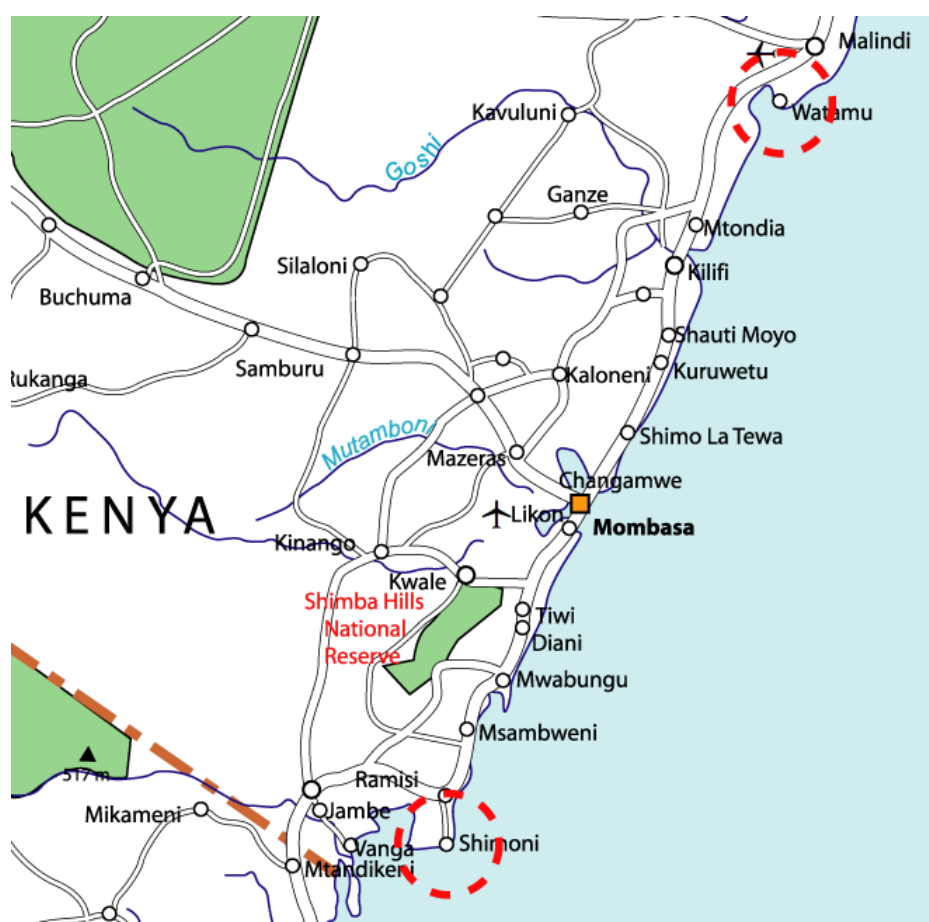 Malindi
Watamu
Kavuluni
Goshi
Ganze
Mtondia
Silaloni
Kilifi
Buchuma
Shauti Moyo
Samburu
Kaloneni
Kuruwetu
Rukanga
Mutamboni
Mazeras
Shimo La Tewa
Changamwe
KENYA
Likoni
Mombasa
Kinango
Kwale
Shimba Hills
National
Reserve
Tiwi
Diani
Mwabungu
Msambweni
517 m
Ramisi
Mikameni
Jambe
Vanga
Shimoni
Mtandikeni